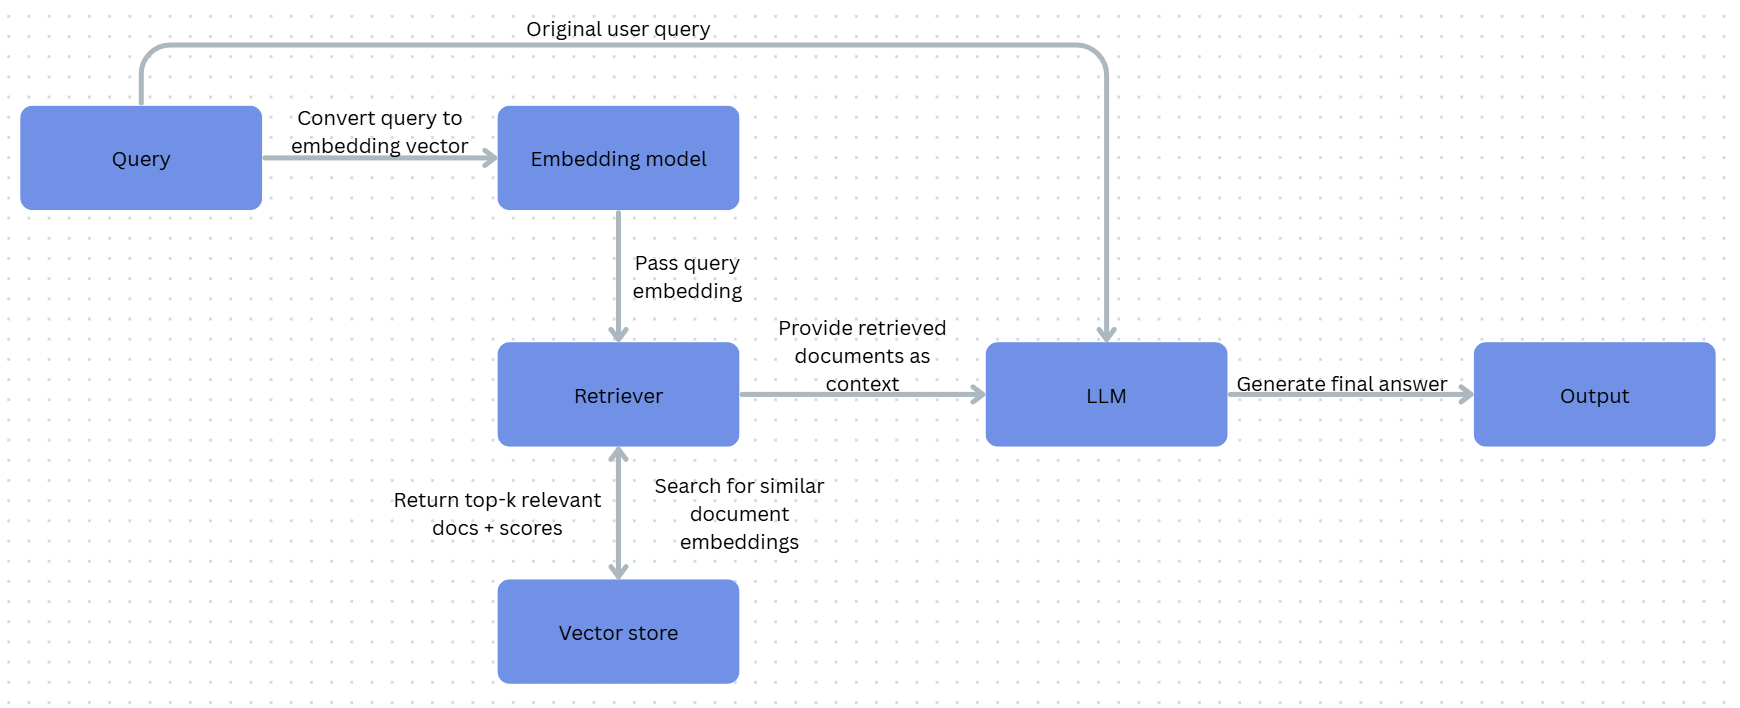 Original user query
Convert query to
embedding vector
Query
Embedding model
Pass query
embedding
Provide retrieved
documents as
context
Retriever
LLM
Generate final answer
Output
Return top-k relevant
docs + scores
Search for similar
document
embeddings
Vector store